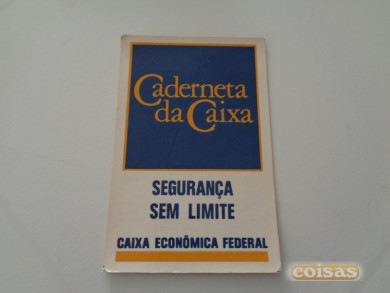 Caderneta
da Caixa
SEGURANÇA
SEM LIMITE
CAIXA ECONÔMICA FEDERAL
coisas